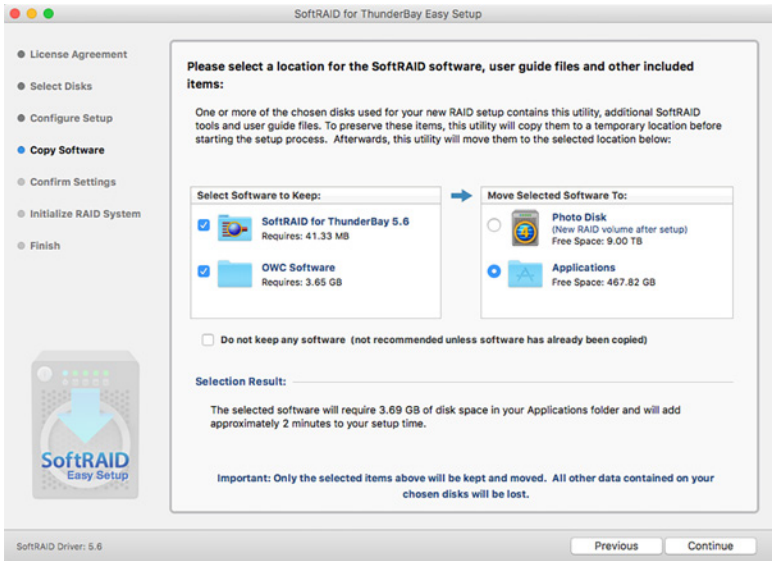 SoftRAID for ThunderBay Easy Setup
License Agreement
Select Disks
Configure Setup
Copy Software
Confirm Settings
Initialize RAID System
Finish
Please select a location for the SoftRAID software, user guide files and other included
items:
One or more of the chosen disks used for your new RAID setup contains this utility, additional SoftRAID
tools and user guide files. To preserve these items, this utility will copy them to a temporary location before
starting the setup process. Afterwards, this utility will move them to the selected location below:
Select Software to Keep:
SoftRAID for ThunderBay 5.6
Requires: 41.33 MB
OWC Software
Requires: 3.65 GB
Move Selected Software To:
Photo Disk
(New RAID volume after setup)
Free Space: 9.00 TB
Applications
Free Space: 467.82 GB
Do not keep any software (not recommended unless software has already been copied)
Selection Result:
The selected software will require 3.69 GB of disk space in your Applications folder and will add
approximately 2 minutes to your setup time.
Important: Only the selected items above will be kept and moved. All other data contained on your
chosen disks will be lost.
SoftRAID
Easy Setup
SoftRAID Driver: 5.6
Previous
Continue